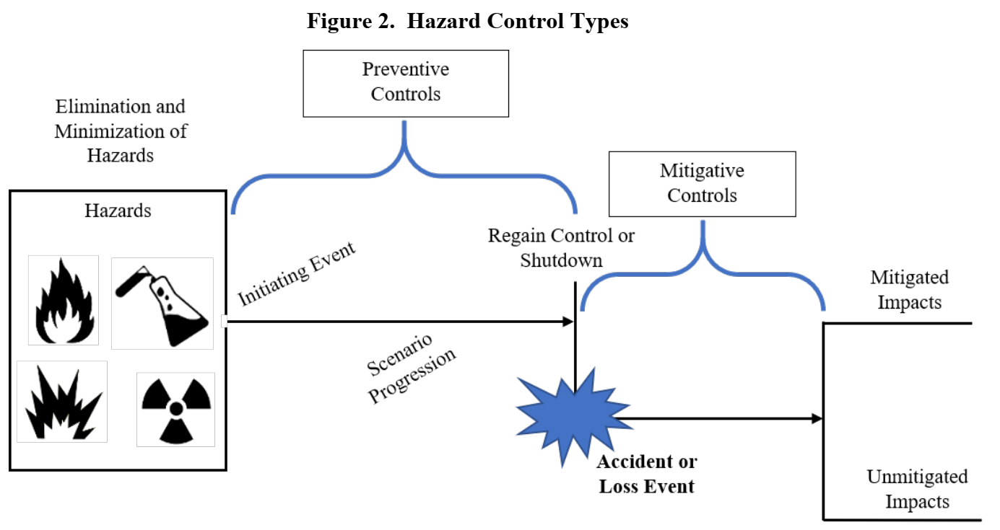 Figure 2.  Hazard Control Types
Preventive
Controls
Elimination and
Minimization of
Hazards
Mitigative
Controls
Hazards
Regain Control or
Shutdown
Initiating Event
Mitigated
Impacts
Scenario
Progression
Accident or
Loss Event
Unmitigated
Impacts